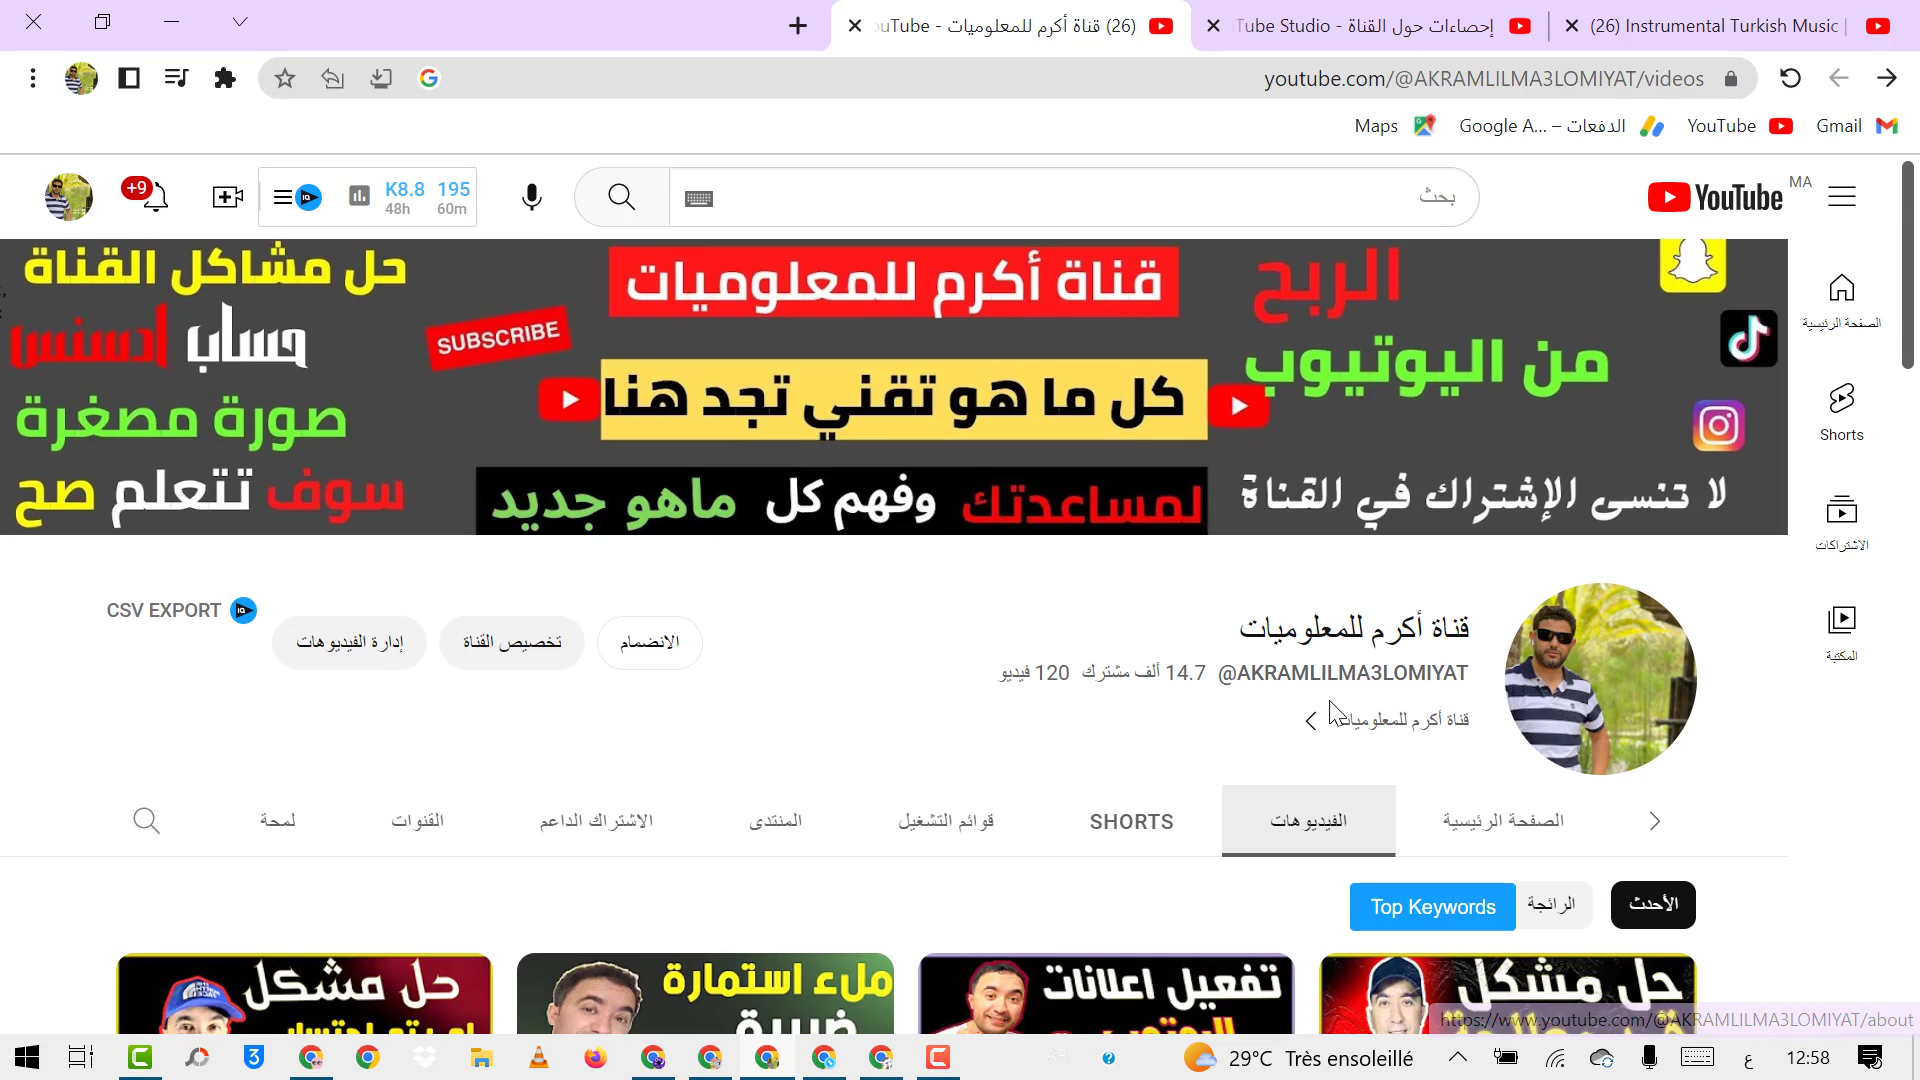 (26) قناة أكرم للمعلوميات - ouTube
إحصاءات حول القناة - Tube Studio
(26) Instrumental Turkish Music
youtube.com/@AKRAMLILMA3LOMIYAT/videos
Gmail
YouTube
الدفعات – Google A...
Maps
MA
YouTube
بحث
K8.8 195
48h 60m
+9
حل مشاكل القناة
حساب أدسنس
صورة مصغرة
سوف تتعلم صح
SUBSCRIBE
قناة أكرم للمعلوميات
كل ما هو تقني تجد هنا
لمساعدتك وفهم كل ماهو جديد
الربح
من اليوتيوب
لا تنسى الإشتراك في القناة
الصفحة الرئيسية
Shorts
الاشتراكات
المكتبة
قناة أكرم للمعلوميات
@AKRAMLILMA3LOMIYAT 14.7 ألف مشترك 120 فيديو
قناة أكرم للمعلوميات
الانضمام
تخصيص القناة
إدارة الفيديوهات
CSV EXPORT
الصفحة الرئيسية
الفيديوهات
SHORTS
قوائم التشغيل
المنتدى
الاشتراك الداعم
القنوات
لمحة
الأحدث
الرائجة
Top Keywords
حل مشكل
تفعيل اعلانات
ملء استمارة
ضريبة
حل مشكل
https://www.youtube.com/@AKRAMLILMA3LOMIYAT/about
29°C Très ensoleillé
ع
12:58